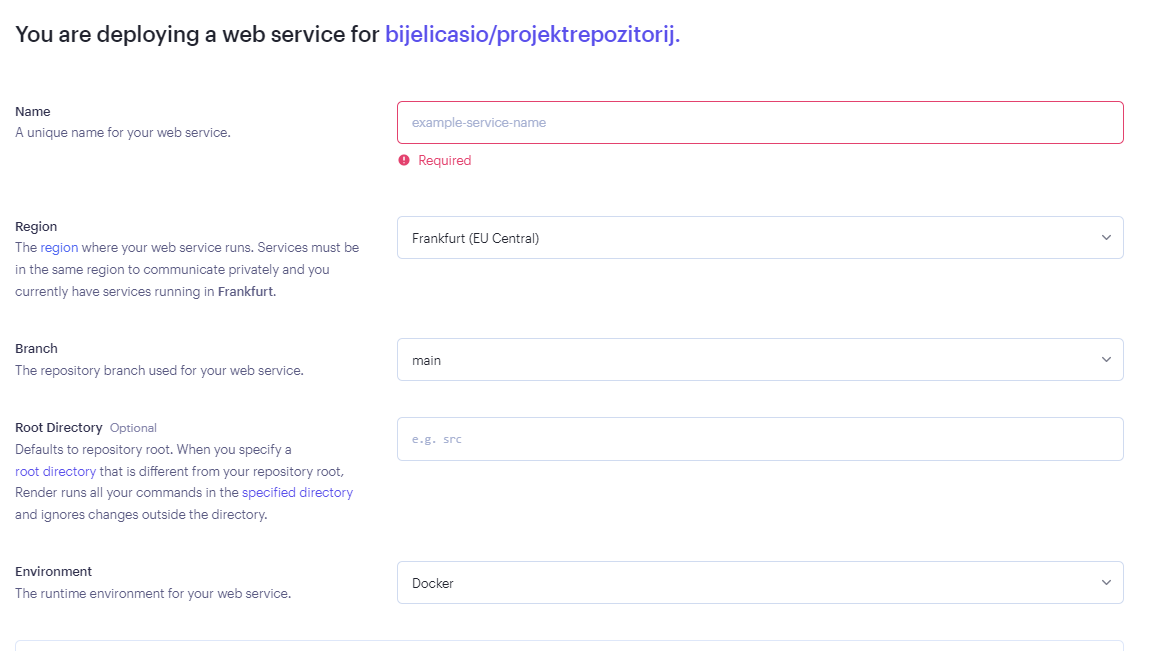 You are deploying a web service for bijelicasio/projektrepozitorij.
Name
A unique name for your web service.
example-service-name
Required
Region
The region where your web service runs. Services must be
in the same region to communicate privately and you
currently have services running in Frankfurt.
Frankfurt (EU Central)
Branch
The repository branch used for your web service.
main
Root Directory Optional
Defaults to repository root. When you specify a
root directory that is different from your repository root,
Render runs all your commands in the specified directory
and ignores changes outside the directory.
e.g. src
Environment
The runtime environment for your web service.
Docker